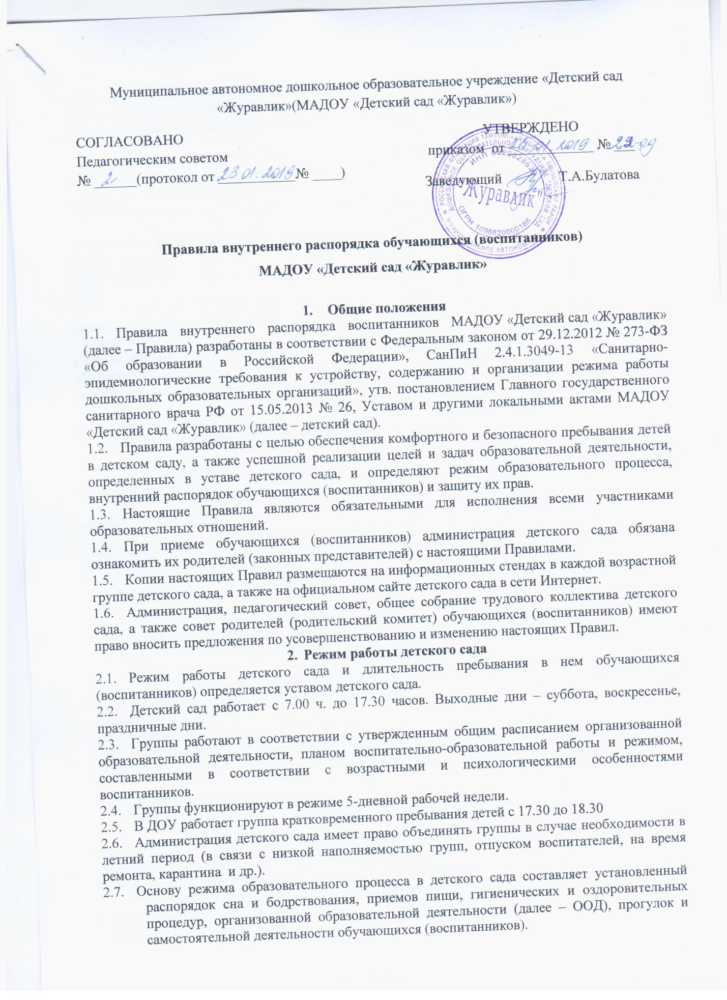 Муниципальное автономное дошкольное образовательное учреждение «Детский сад
«Журавлик»(МАДОУ «Детский сад «Журавлик»)
СОГЛАСОВАНО
Педагогическим советом
№ 2 (протокол от 23.01.2019 № ____)
УТВЕРЖДЕНО
приказом от 01.2019 №
Заведующий Т.А.Булатова
РОССИЙСКАЯ ФЕДЕРАЦИЯ ТАМБОВСКАЯ ОБЛАСТЬ ТАМБОВСКИЙ РАЙОН
МУНИЦИПАЛЬНОЕ АВТОНОМНОЕ
ДОШКОЛЬНОЕ ОБРАЗОВАТЕЛЬНОЕ УЧРЕЖДЕНИЕ "ДЕТСКИЙ САД
ИНН
"Журавлик"
ОГРН 1096820000166
Правила внутреннего распорядка обучающихся (воспитанников)
МАДОУ «Детский сад «Журавлик»
1. Общие положения
1.1. Правила внутреннего распорядка воспитанников МАДОУ «Детский сад «Журавлик»
(далее – Правила) разработаны в соответствии с Федеральным законом от 29.12.2012 № 273-ФЗ
«Об образовании в Российской Федерации», СанПиН 2.4.1.3049-13 «Санитарно-
эпидемиологические требования к устройству, содержанию и организации режима работы
дошкольных образовательных организаций», утв. постановлением Главного государственного
санитарного врача РФ от 15.05.2013 № 26, Уставом и другими локальными актами МАДОУ
«Детский сад «Журавлик» (далее – детский сад).
1.2. Правила разработаны с целью обеспечения комфортного и безопасного пребывания детей
в детском саду, а также успешной реализации целей и задач образовательной деятельности,
определенных в уставе детского сада, и определяют режим образовательного процесса,
внутренний распорядок обучающихся (воспитанников) и защиту их прав.
1.3. Настоящие Правила являются обязательными для исполнения всеми участниками
образовательных отношений.
1.4. При приеме обучающихся (воспитанников) администрация детского сада обязана
ознакомить их родителей (законных представителей) с настоящими Правилами.
1.5. Копии настоящих Правил размещаются на информационных стендах в каждой возрастной
группе детского сада, а также на официальном сайте детского сада в сети Интернет.
1.6. Администрация, педагогический совет, общее собрание трудового коллектива детского
сада, а также совет родителей (родительский комитет) обучающихся (воспитанников) имеют
право вносить предложения по усовершенствованию и изменению настоящих Правил.
2. Режим работы детского сада
2.1. Режим работы детского сада и длительность пребывания в нем обучающихся
(воспитанников) определяется уставом детского сада.
2.2. Детский сад работает с 7.00 ч. до 17.30 часов. Выходные дни – суббота, воскресенье,
праздничные дни.
2.3. Группы работают в соответствии с утвержденным общим расписанием организованной
образовательной деятельности, планом воспитательно-образовательной работы и режимом,
составленными в соответствии с возрастными и психологическими особенностями
воспитанников.
2.4. Группы функционируют в режиме 5-дневной рабочей недели.
2.5. В ДОУ работает группа кратковременного пребывания детей с 17.30 до 18.30
2.6. Администрация детского сада имеет право объединять группы в случае необходимости в
летний период (в связи с низкой наполняемостью групп, отпуском воспитателей, на время
ремонта, карантина и др.).
2.7. Основу режима образовательного процесса в детского сада составляет установленный
распорядок сна и бодрствования, приемов пищи, гигиенических и оздоровительных
процедур, организованной образовательной деятельности (далее – ООД), прогулок и
самостоятельной деятельности обучающихся (воспитанников).